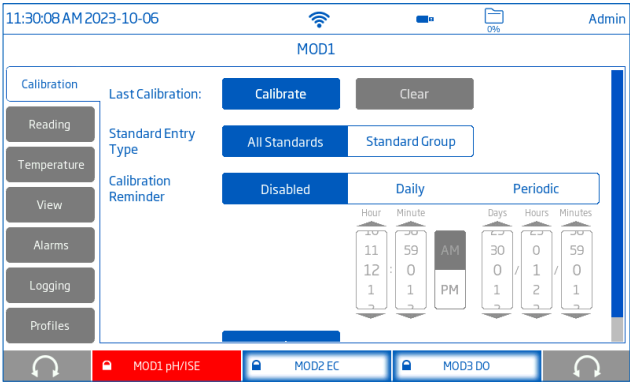 11:30:08 AM 2023-10-06
0%
Admin
MOD1
Calibration
Reading
Temperature
View
Alarms
Logging
Profiles
Last Calibration:
Calibrate
Clear
Standard Entry
Type
All Standards
Standard Group
Calibration
Reminder
Disabled
Daily
Periodic
Hour Minute
Days Hours Minutes
11 59 AM 30 0 59
12 : 0 0 / 1 / 0
1 1 PM 1 2 1
MOD1 pH/ISE
MOD2 EC
MOD3 DO